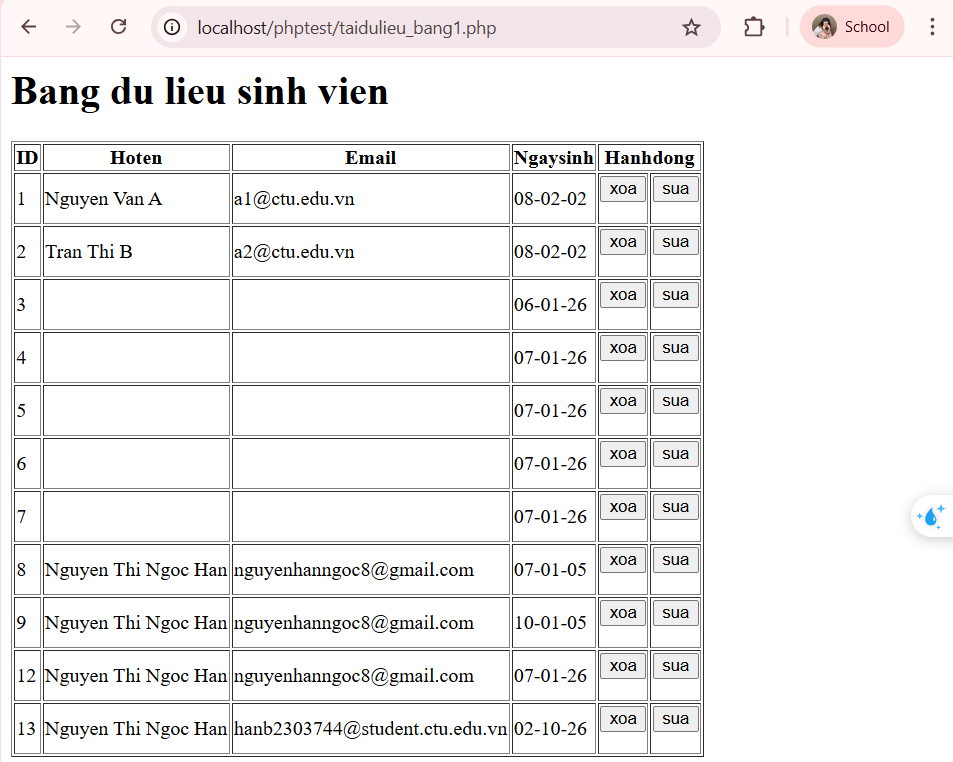 localhost/phptest/taidulieu_bang1.php School
Bang du lieu sinh vien
ID Hoten Email Ngaysinh Hanhdong
1 Nguyen Van A a1@ctu.edu.vn 08-02-02 xoa sua
2 Tran Thi B a2@ctu.edu.vn 08-02-02 xoa sua
3 06-01-26 xoa sua
4 07-01-26 xoa sua
5 07-01-26 xoa sua
6 07-01-26 xoa sua
7 07-01-26 xoa sua
8 Nguyen Thi Ngoc Han nguyenhanngoc8@gmail.com 07-01-05 xoa sua
9 Nguyen Thi Ngoc Han nguyenhanngoc8@gmail.com 10-01-05 xoa sua
12 Nguyen Thi Ngoc Han nguyenhanngoc8@gmail.com 07-01-26 xoa sua
13 Nguyen Thi Ngoc Han hanb2303744@student.ctu.edu.vn 02-10-26 xoa sua